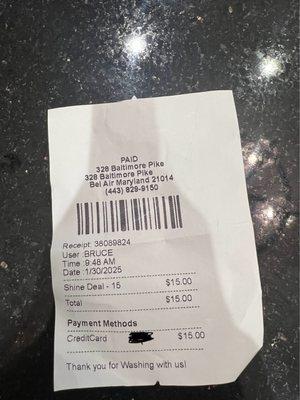 PAID
328 Baltimore Pike
328 Baltimore Pike
Bel Air Maryland 21014
(443) 829-9150
Receipt: 38089824
User :BRUCE
Time :9:48 AM
Date :1/30/2025
Shine Deal - 15 $15.00
Total $15.00
Payment Methods
CreditCard $15.00
Thank you for Washing with us!